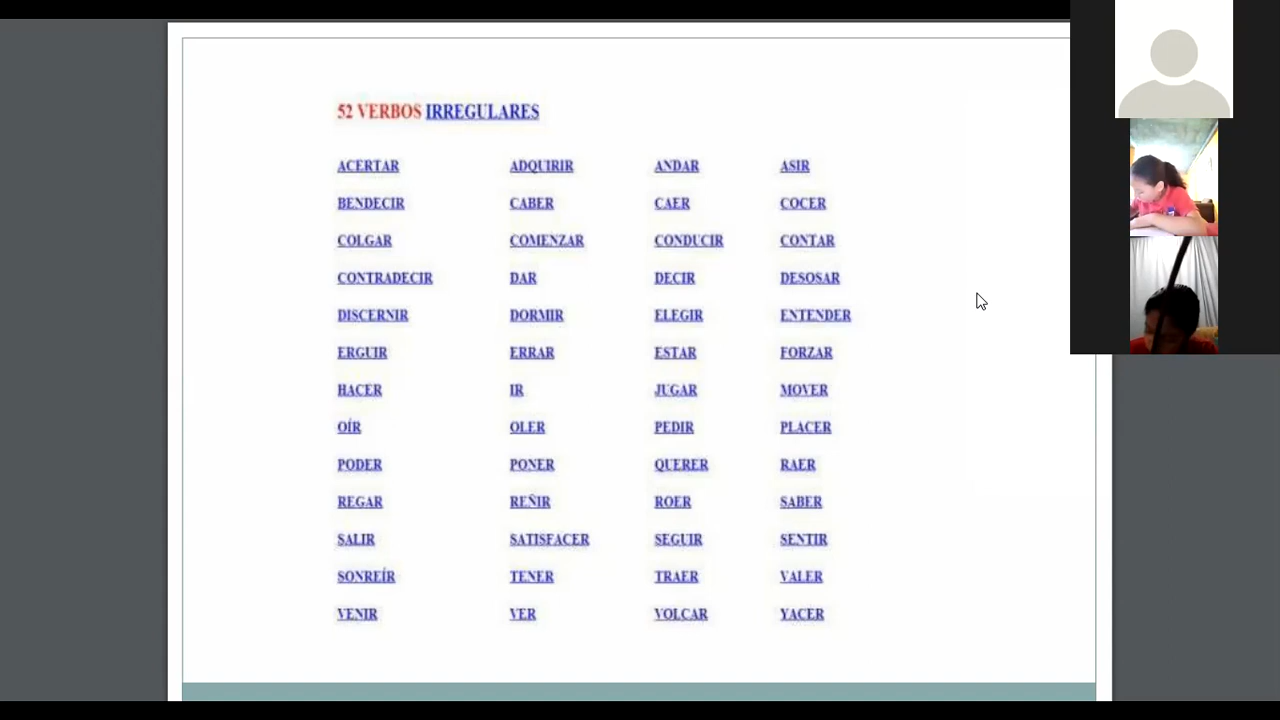 52 VERBOS IRREGULARES
ACERTAR ADQUIRIR ANDAR ASIR
BENDECIR CABER CAER COCER
COLGAR COMENZAR CONDUCIR CONTAR
CONTRADECIR DAR DECIR DESOSAR
DISCERNIR DORMIR ELEGIR ENTENDER
ERGUIR ERRAR ESTAR FORZAR
HACER IR JUGAR MOVER
OÍR OLER PEDIR PLACER
PODER PONER QUERER RAER
REGAR REÑIR ROER SABER
SALIR SATISFACER SEGUIR SENTIR
SONREÍR TENER TRAER VALER
VENIR VER VOLCAR YACER